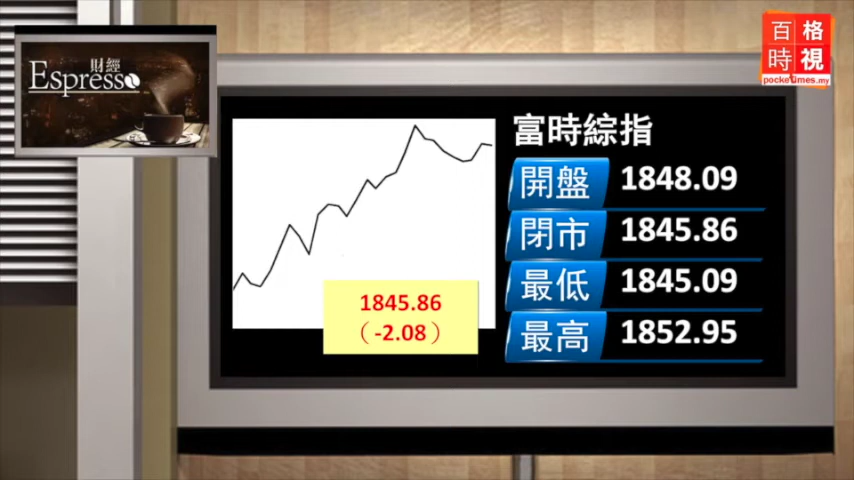 財經
Espresso
百格
時視
pocketimes.my
富時綜指
開盤 1848.09
閉市 1845.86
最低 1845.09
最高 1852.95
1845.86
（-2.08）